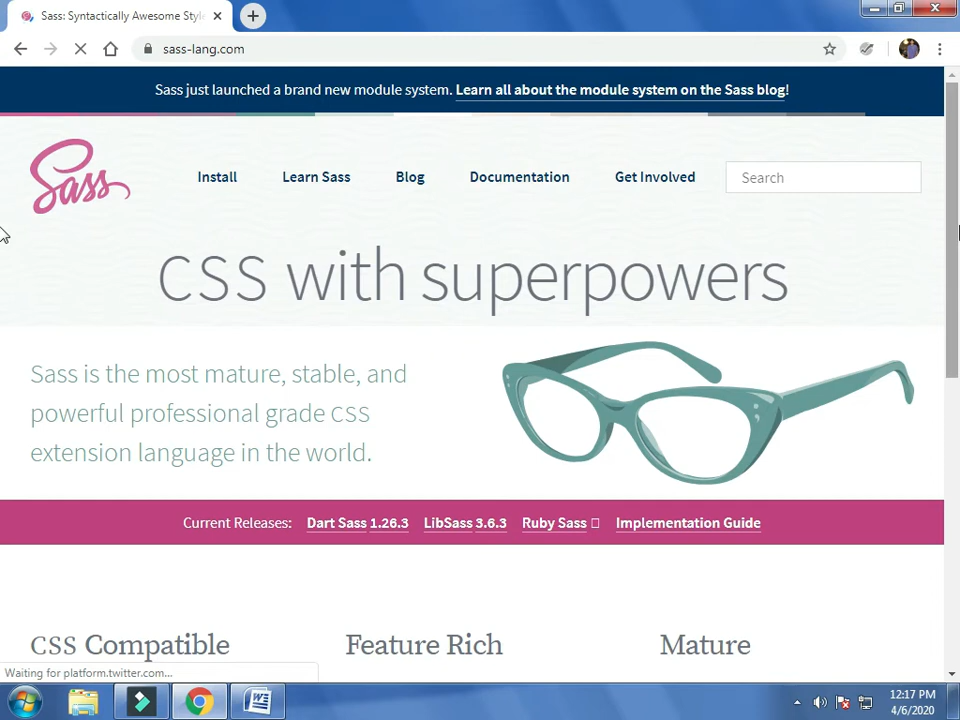 Sass: Syntactically Awesome Style
sass-lang.com
Sass just launched a brand new module system. Learn all about the module system on the Sass blog!
Sass
Install
Learn Sass
Blog
Documentation
Get Involved
Search
CSS with superpowers
Sass is the most mature, stable, and
powerful professional grade CSS
extension language in the world.
Current Releases: Dart Sass 1.26.3 LibSass 3.6.3 Ruby Sass Implementation Guide
CSS Compatible
Feature Rich
Mature
Waiting for platform.twitter.com...
12:17 PM
4/6/2020